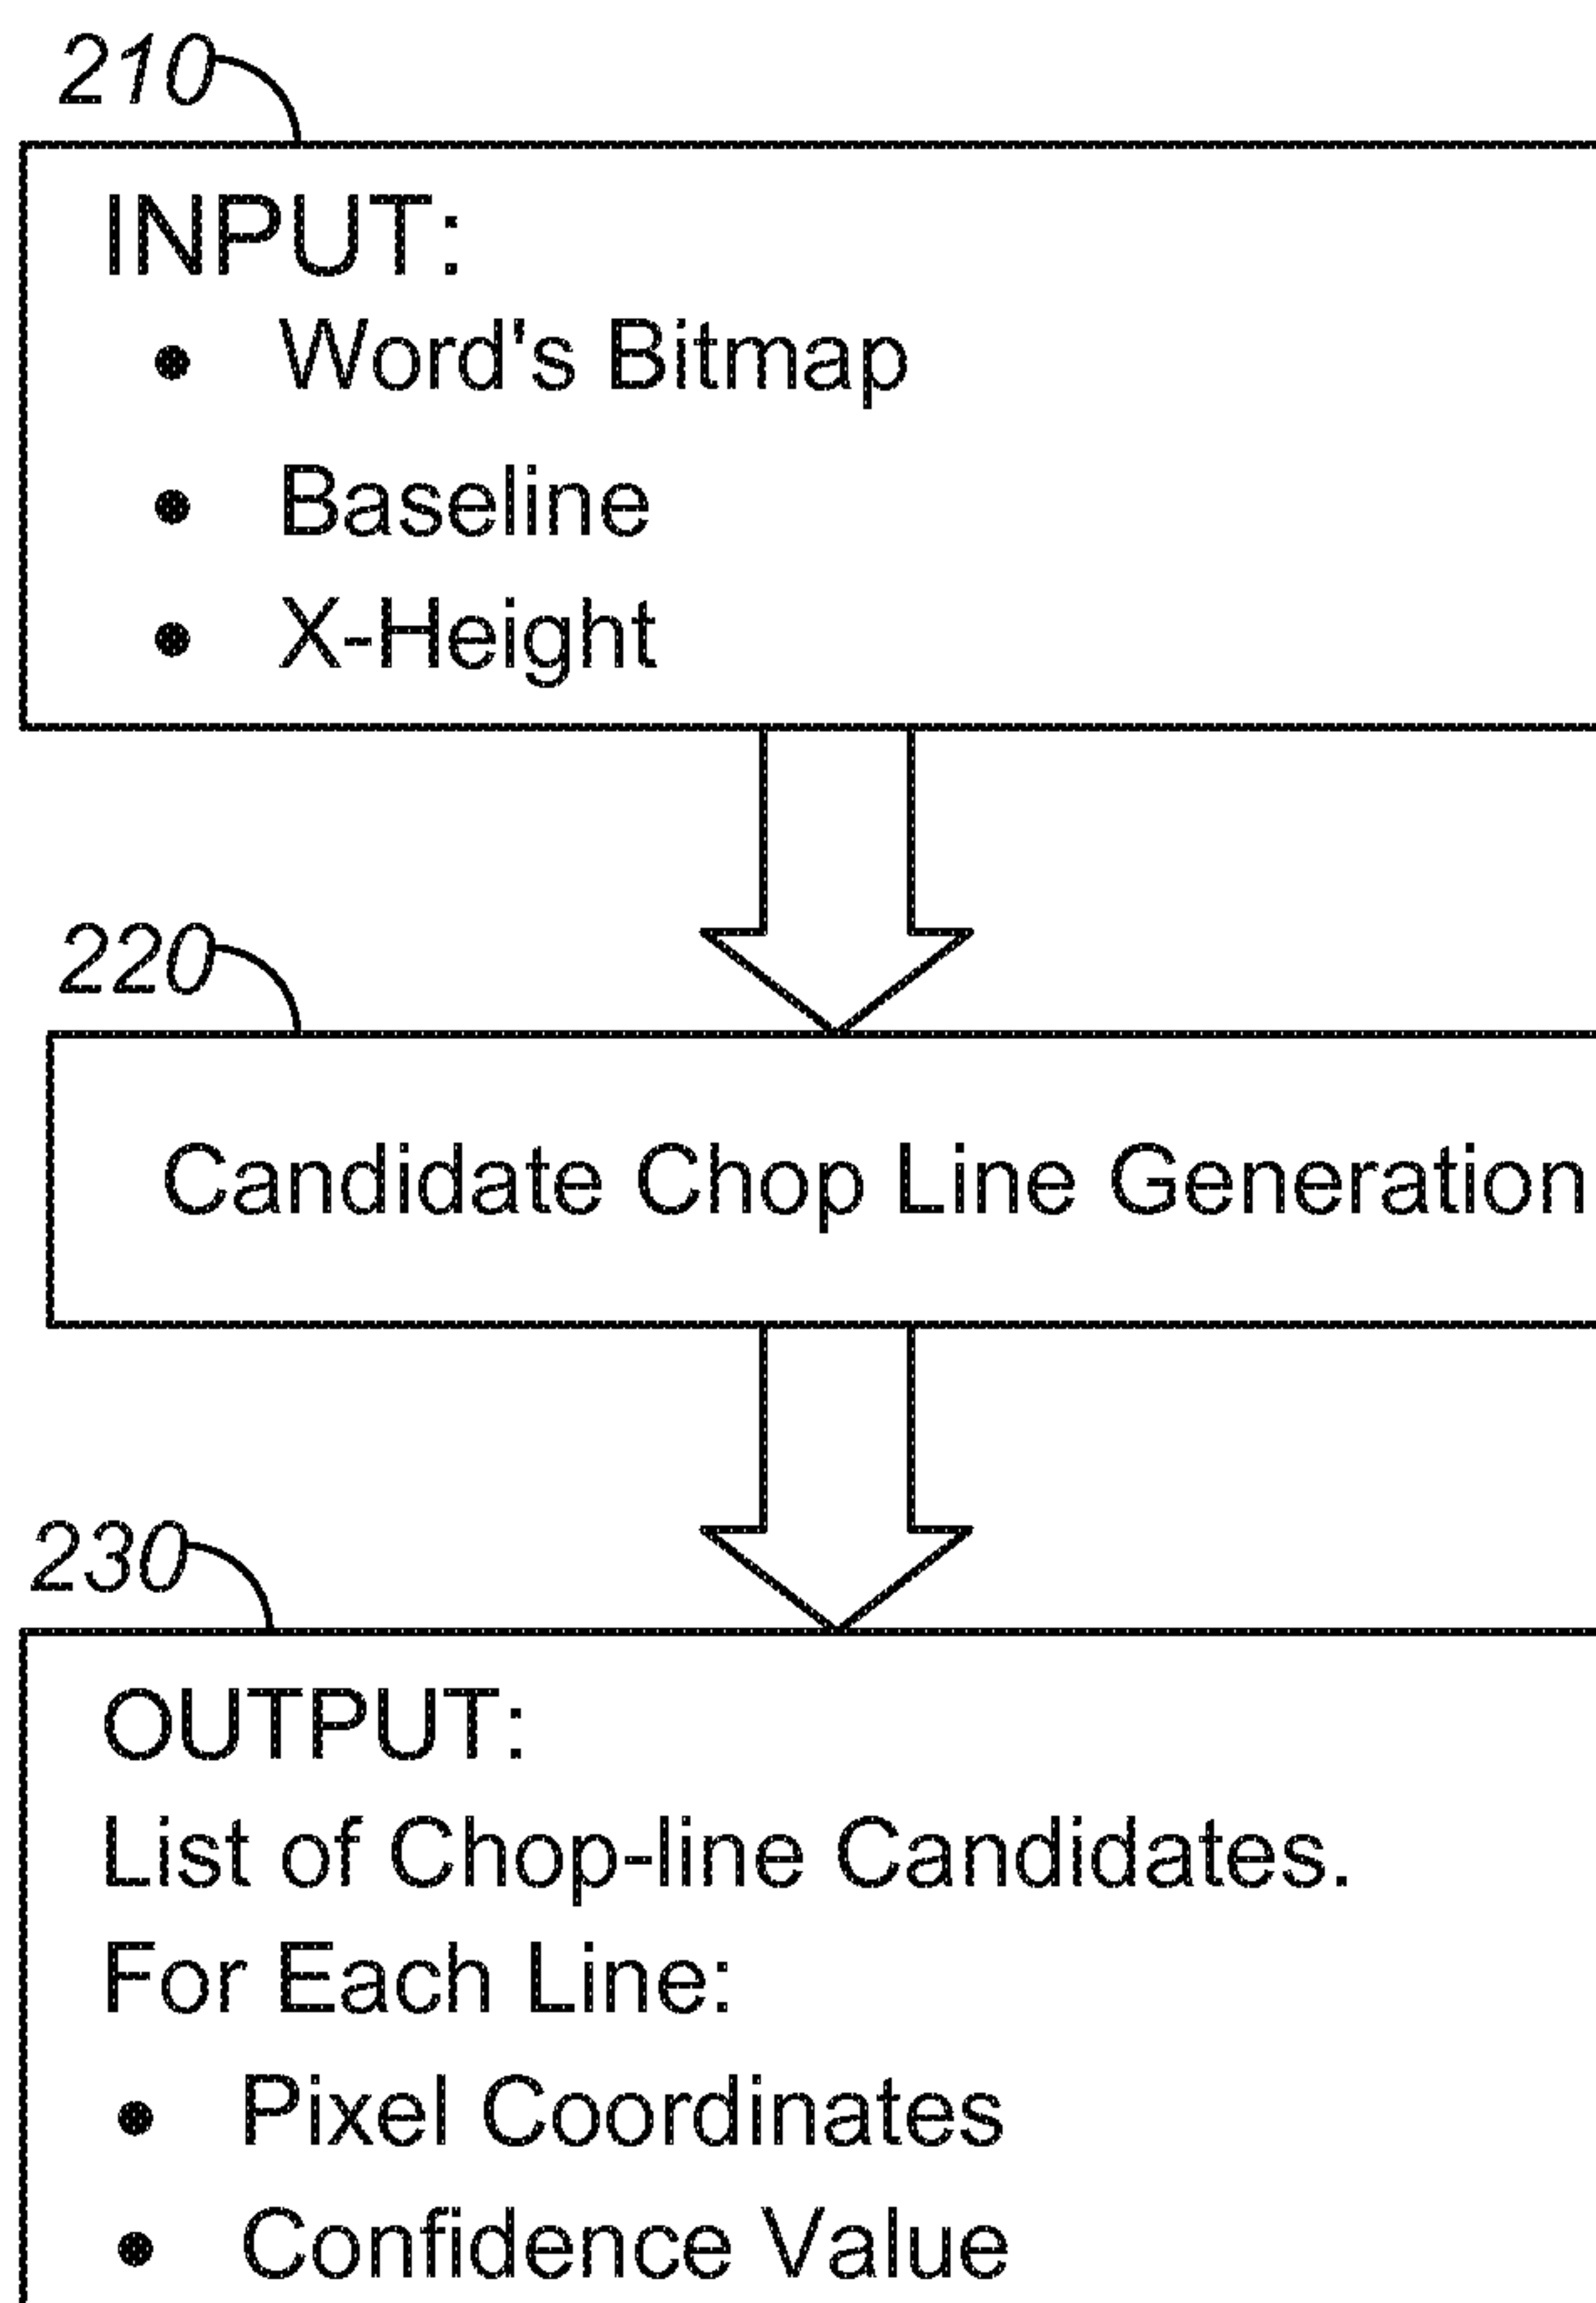 210
INPUT:
• Word's Bitmap
• Baseline
• X-Height
220
Candidate Chop Line Generation
230
OUTPUT:
List of Chop-line Candidates.
For Each Line:
• Pixel Coordinates
• Confidence Value